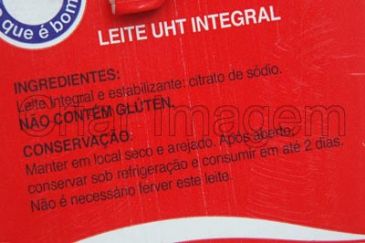 que é bom
LEITE UHT INTEGRAL
INGREDIENTES:
Leite integral e estabilizante: citrato de sódio.
NÃO CONTÉM GLÚTEN.
CONSERVAÇÃO:
Manter em local seco e arejado. Após aberto,
conservar sob refrigeração e consumir em até 2 dias.
Não é necessário ferver este leite.